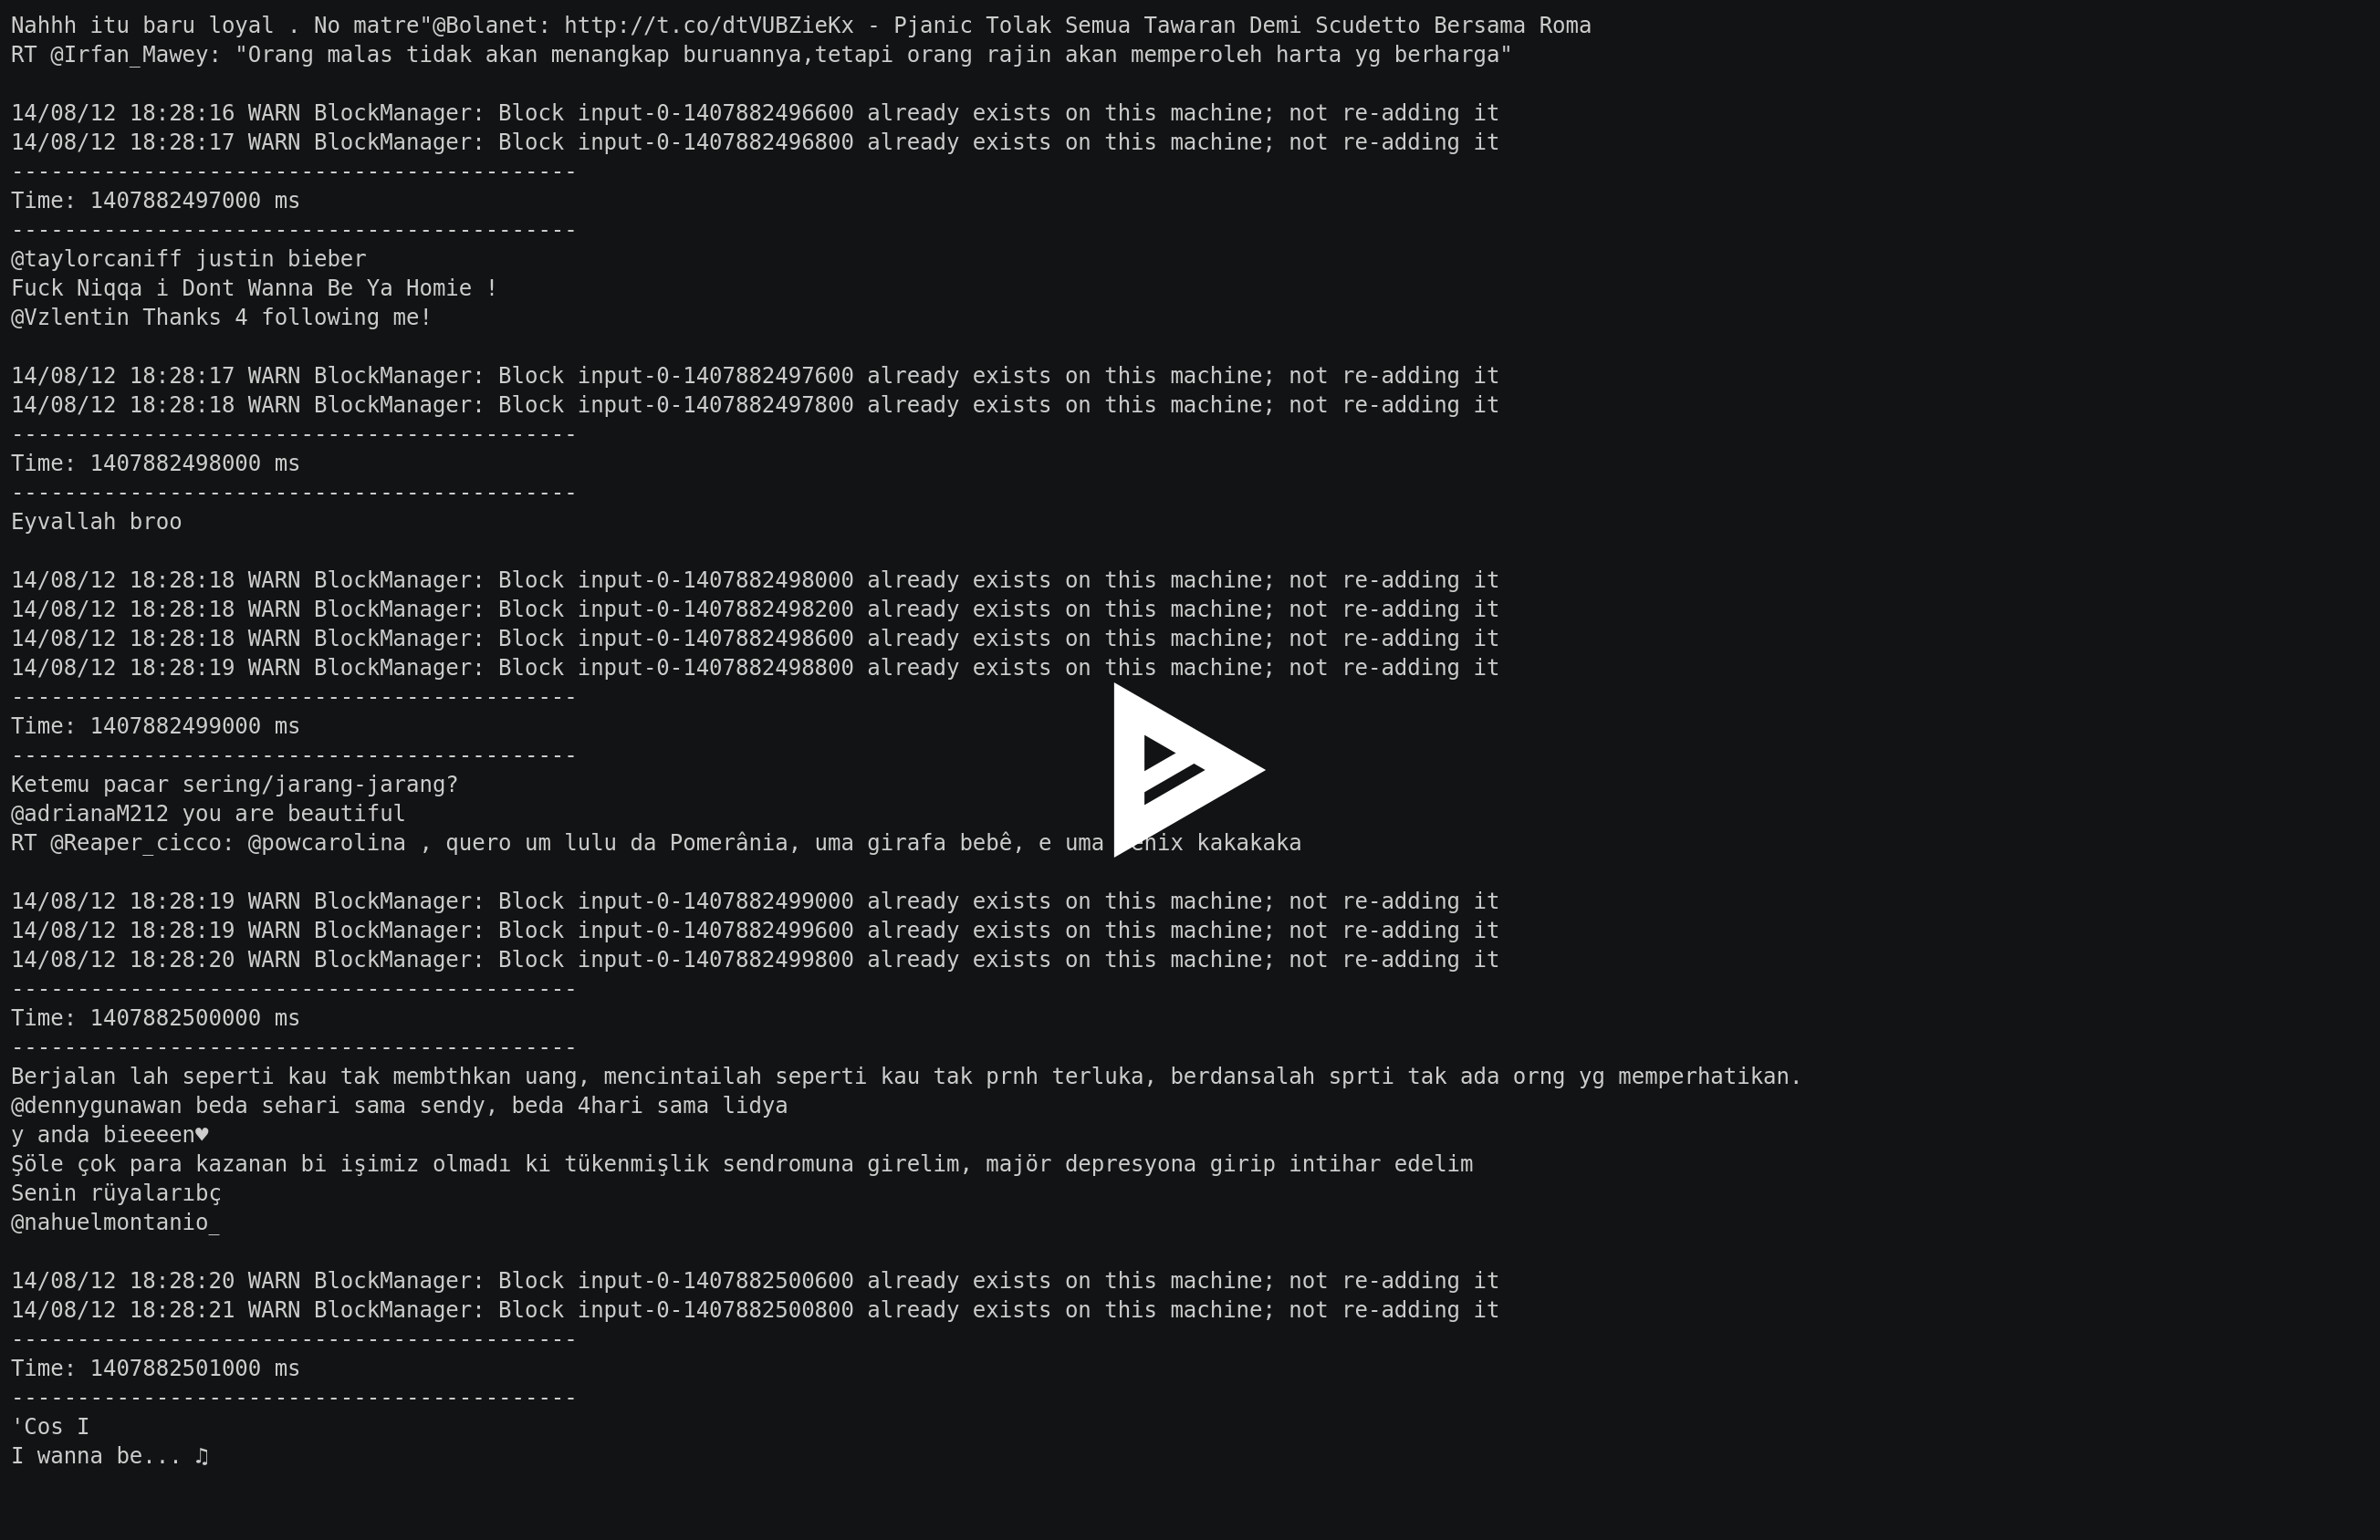 Nahhh itu baru loyal . No matre"@Bolanet: http://t.co/dtVUBZieKx - Pjanic Tolak Semua Tawaran Demi Scudetto Bersama Roma
RT @Irfan_Mawey: "Orang malas tidak akan menangkap buruannya,tetapi orang rajin akan memperoleh harta yg berharga"
14/08/12 18:28:16 WARN BlockManager: Block input-0-1407882496600 already exists on this machine; not re-adding it
14/08/12 18:28:17 WARN BlockManager: Block input-0-1407882496800 already exists on this machine; not re-adding it
-------------------------------------------
Time: 1407882497000 ms
-------------------------------------------
@taylorcaniff justin bieber
Fuck Niqqa i Dont Wanna Be Ya Homie !
@Vzlentin Thanks 4 following me!
14/08/12 18:28:17 WARN BlockManager: Block input-0-1407882497600 already exists on this machine; not re-adding it
14/08/12 18:28:18 WARN BlockManager: Block input-0-1407882497800 already exists on this machine; not re-adding it
-------------------------------------------
Time: 1407882498000 ms
-------------------------------------------
Eyvallah broo
14/08/12 18:28:18 WARN BlockManager: Block input-0-1407882498000 already exists on this machine; not re-adding it
14/08/12 18:28:18 WARN BlockManager: Block input-0-1407882498200 already exists on this machine; not re-adding it
14/08/12 18:28:18 WARN BlockManager: Block input-0-1407882498600 already exists on this machine; not re-adding it
14/08/12 18:28:19 WARN BlockManager: Block input-0-1407882498800 already exists on this machine; not re-adding it
-------------------------------------------
Time: 1407882499000 ms
-------------------------------------------
Ketemu pacar sering/jarang-jarang?
@adrianaM212 you are beautiful
RT @Reaper_cicco: @powcarolina , quero um lulu da Pomerânia, uma girafa bebê, e uma kakakaka
14/08/12 18:28:19 WARN BlockManager: Block input-0-1407882499000 already exists on this machine; not re-adding it
14/08/12 18:28:19 WARN BlockManager: Block input-0-1407882499600 already exists on this machine; not re-adding it
14/08/12 18:28:20 WARN BlockManager: Block input-0-1407882499800 already exists on this machine; not re-adding it
-------------------------------------------
Time: 1407882500000 ms
-------------------------------------------
Berjalan lah seperti kau tak membthkan uang, mencintailah seperti kau tak prnh terluka, berdansalah sprti tak ada orng yg memperhatikan.
@dennygunawan beda sehari sama sendy, beda 4hari sama lidya
y anda bieeeen♥
Şöle çok para kazanan bi işimiz olmadı ki tükenmişlik sendromuna girelim, majör depresyona girip intihar edelim
Senin rüyalarıbç
@nahuelmontanio_
14/08/12 18:28:20 WARN BlockManager: Block input-0-1407882500600 already exists on this machine; not re-adding it
14/08/12 18:28:21 WARN BlockManager: Block input-0-1407882500800 already exists on this machine; not re-adding it
-------------------------------------------
Time: 1407882501000 ms
-------------------------------------------
'Cos I
I wanna be... ♫